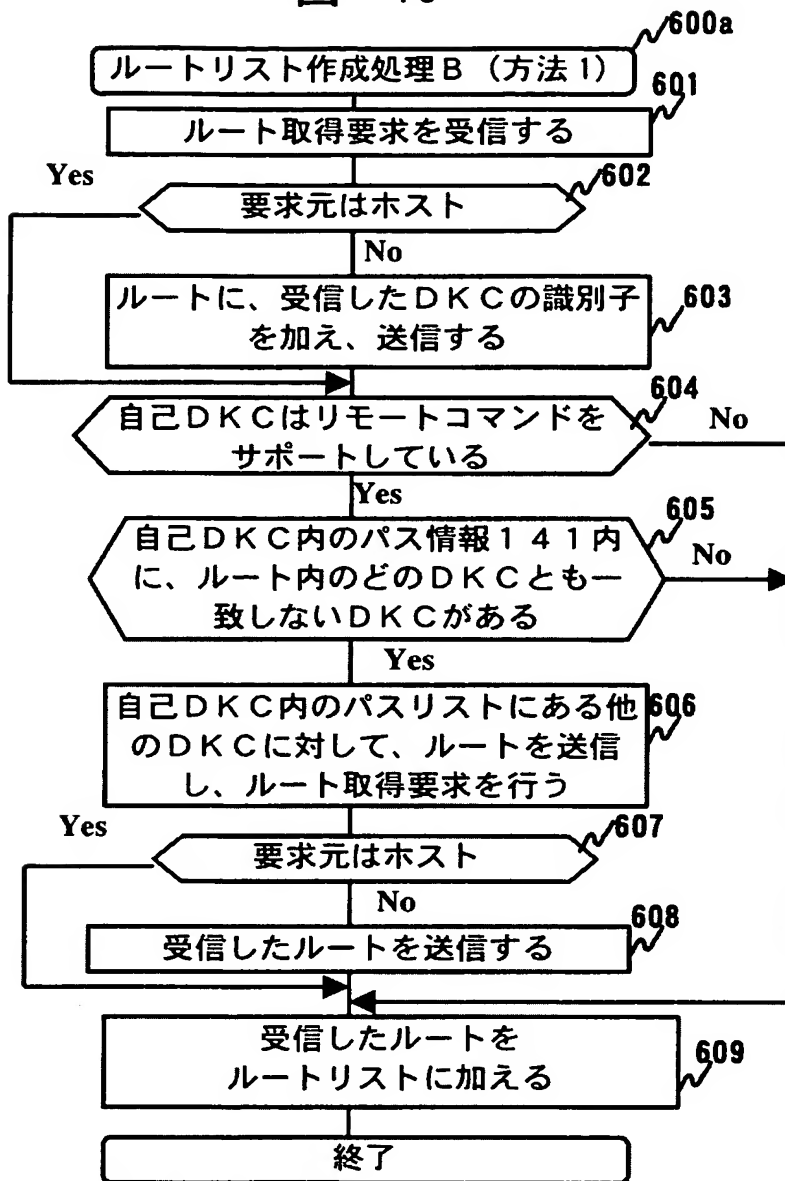 600a
ルートリスト作成処理B（方法1）
601
ルート取得要求を受信する
Yes
602
要求元はホスト
No
ルートに、受信したDKCの識別子
を加え、送信する
603
604
自己DKCはリモートコマンドを
サポートしている
No
Yes
605
自己DKC内のパス情報141内
に、ルート内のどのDKCとも一
致しないDKCがある
No
Yes
自己DKC内のパスリストにある他
のDKCに対して、ルートを送信
し、ルート取得要求を行う
606
Yes
607
要求元はホスト
No
608
受信したルートを送信する
受信したルートを
ルートリストに加える
609
終了